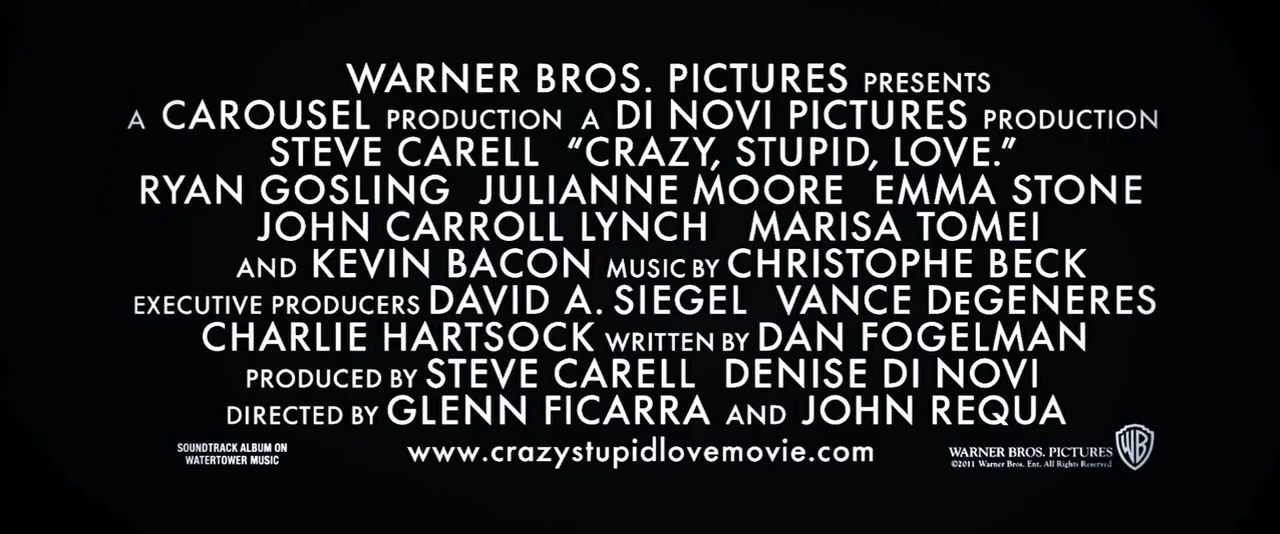 WARNER BROS. PICTURES PRESENTS
A CAROUSEL PRODUCTION A DI NOVI PICTURES PRODUCTION
STEVE CARELL "CRAZY, STUPID, LOVE."
RYAN GOSLING JULIANNE MOORE EMMA STONE
JOHN CARROLL LYNCH MARISA TOMEI
AND KEVIN BACON MUSIC BY CHRISTOPHE BECK
EXECUTIVE PRODUCERS DAVID A. SIEGEL VANCE DEGENERES
CHARLIE HARTSOCK WRITTEN BY DAN FOGELMAN
PRODUCED BY STEVE CARELL DENISE DI NOVI
DIRECTED BY GLENN FICARRA AND JOHN REQUA
SOUNDTRACK ALBUM ON
WATERTOWER MUSIC
www.crazystupidlovemovie.com
WARNER BROS. PICTURES
©2011 Warner Bros. Ent. All Rights Reserved
WB